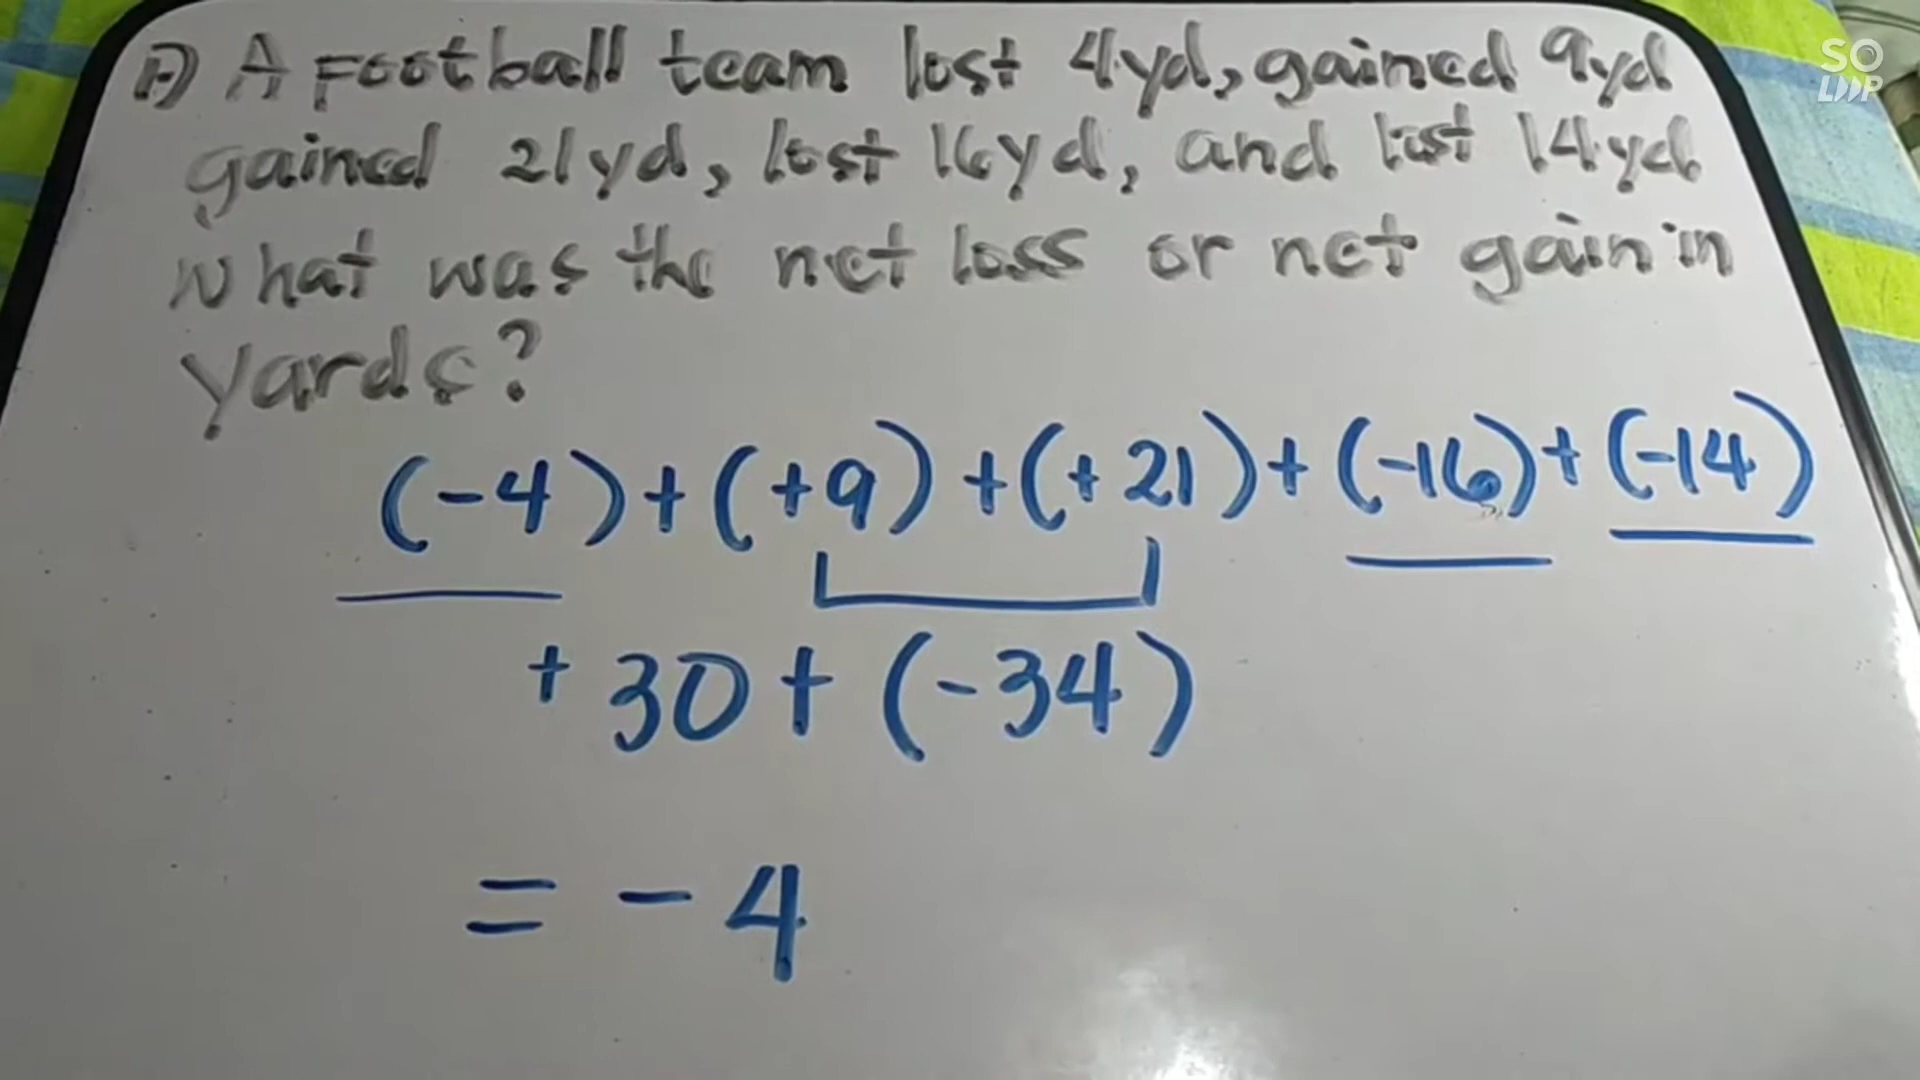 A) A Football team lost 4yd, gained 9yd
gained 21yd, lost 16yd, and lost 14yd
What was the net loss or net gain in
yards?
(-4)+(+9)+(+21)+(-16)+(-14)
+30+(-34)
= -4
SO
LOOP